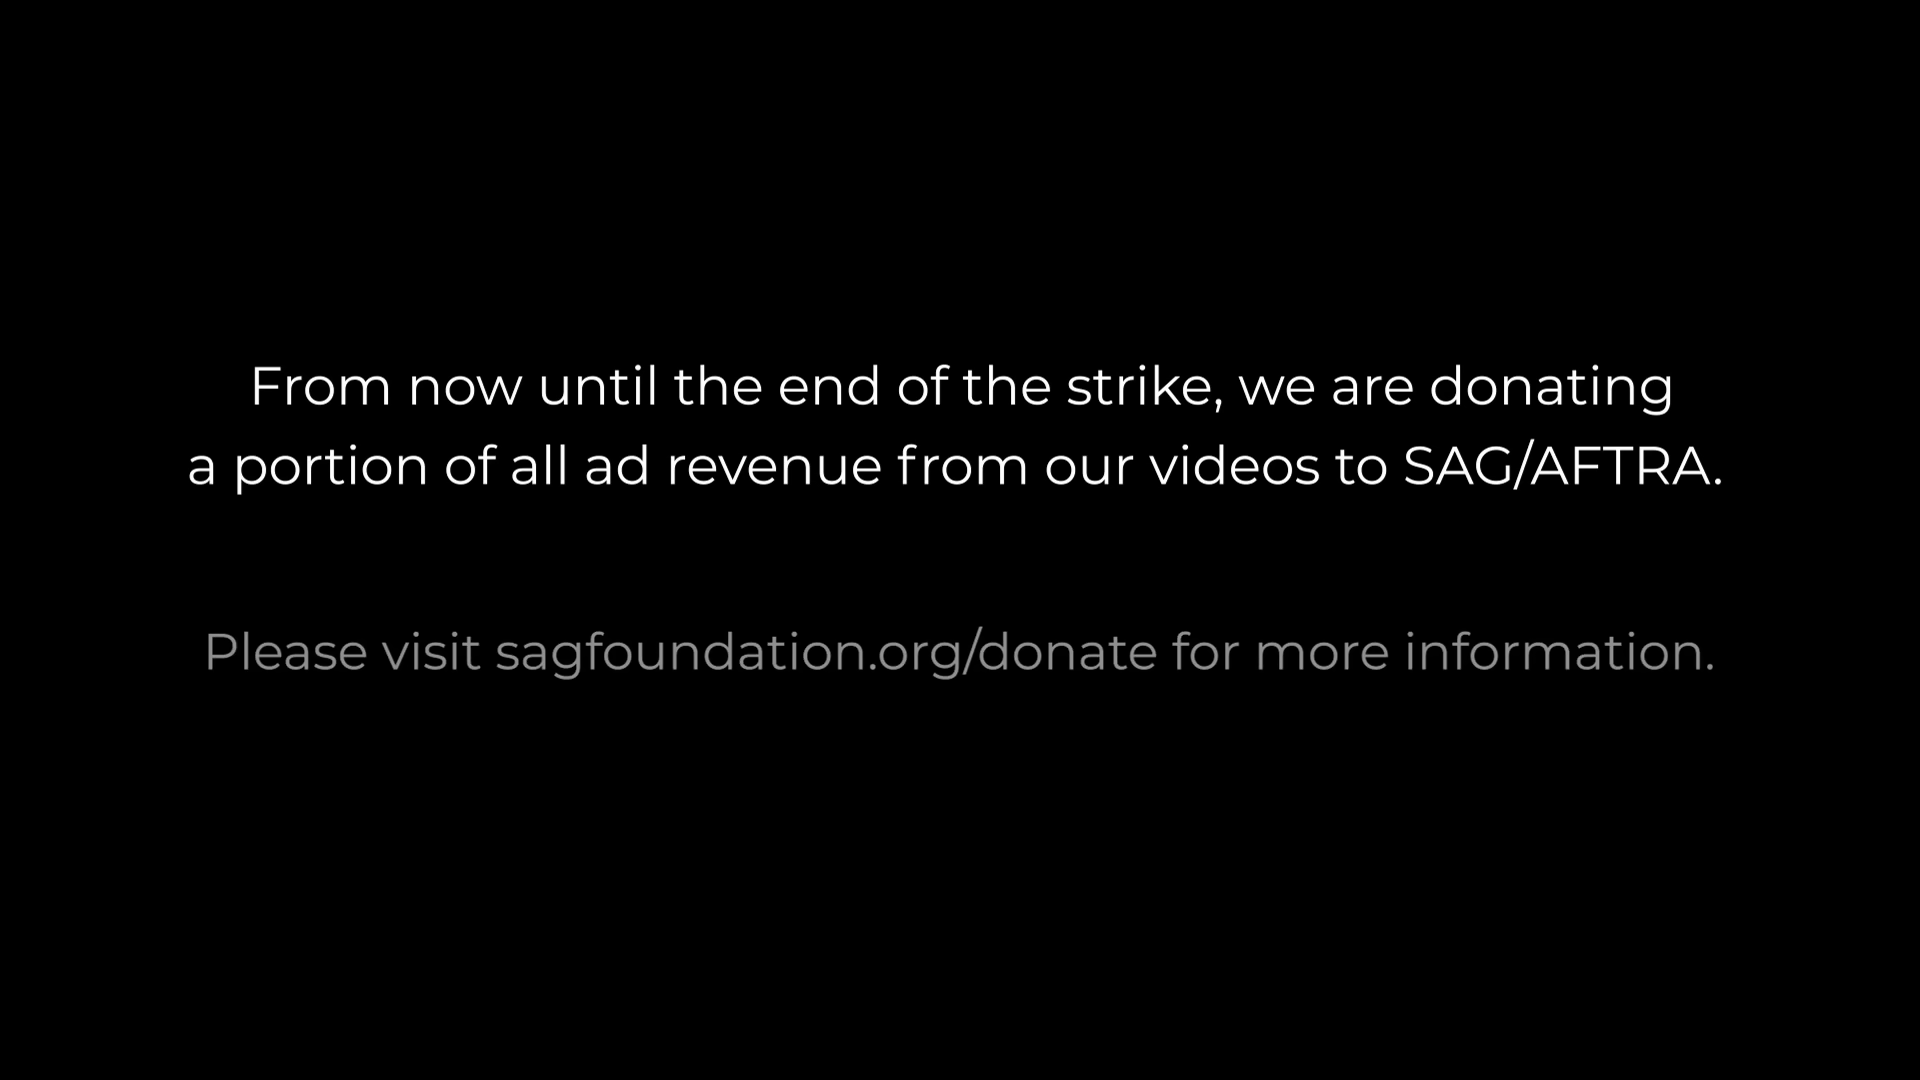 From now until the end of the strike, we are donating
a portion of all ad revenue from our videos to SAG/AFTRA.
Please visit sagfoundation.org/donate for more information.